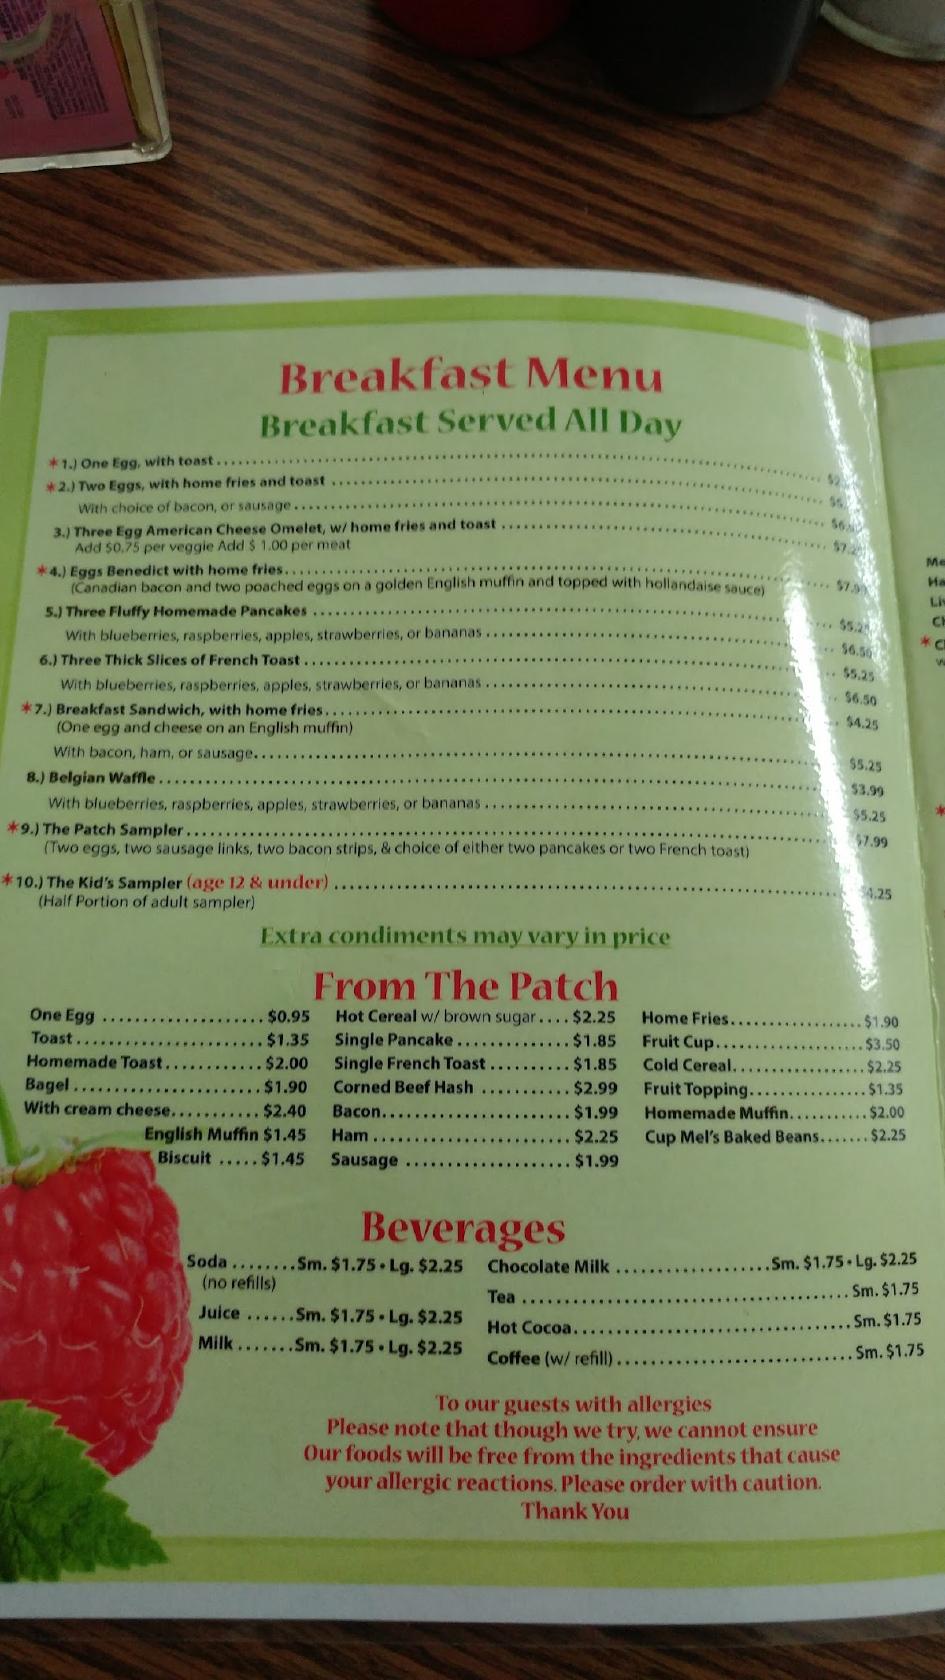 Breakfast Menu
Breakfast Served All Day
*1.) One Egg, with toast
*2.) Two Eggs, with home fries and toast
With choice of bacon, or sausage
3.) Three Egg American Cheese Omelet, w/ home fries and toast
Add $0.75 per veggie Add $ 1.00 per meat
*4.) Eggs Benedict with home fries
(Canadian bacon and two poached eggs on a golden English muffin and topped with hollandaise sauce)
5.) Three Fluffy Homemade Pancakes
With blueberries, raspberries, apples, strawberries, or bananas $6.50
6.) Three Thick Slices of French Toast $5.25
With blueberries, raspberries, apples, strawberries, or bananas $6.50
*7.) Breakfast Sandwich, with home fries $4.25
(One egg and cheese on an English muffin)
With bacon, ham, or sausage $5.25
8.) Belgian Waffle $3.99
With blueberries, raspberries, apples, strawberries, or bananas $5.25
*9.) The Patch Sampler $7.99
(Two eggs, two sausage links, two bacon strips, & choice of either two pancakes or two French toast)
*10.) The Kid's Sampler (age 12 & under) $4.25
(Half Portion of adult sampler)
Extra condiments may vary in price
From The Patch
One Egg $0.95
Toast $1.35
Homemade Toast $2.00
Bagel $1.90
With cream cheese $2.40
English Muffin $1.45
Biscuit $1.45
Hot Cereal w/ brown sugar $2.25
Single Pancake $1.85
Single French Toast $1.85
Corned Beef Hash $2.99
Bacon $1.99
Ham $2.25
Sausage $1.99
Home Fries $1.90
Fruit Cup $3.50
Cold Cereal $2.25
Fruit Topping $1.35
Homemade Muffin $2.00
Cup Mel's Baked Beans $2.25
Beverages
Soda Sm. $1.75 • Lg. $2.25
(no refills)
Juice Sm. $1.75 • Lg. $2.25
Milk Sm. $1.75 • Lg. $2.25
Chocolate Milk Sm. $1.75 • Lg. $2.25
Tea Sm. $1.75
Hot Cocoa Sm. $1.75
Coffee (w/ refill) Sm. $1.75
To our guests with allergies
Please note that though we try, we cannot ensure
Our foods will be free from the ingredients that cause
your allergic reactions. Please order with caution.
Thank You